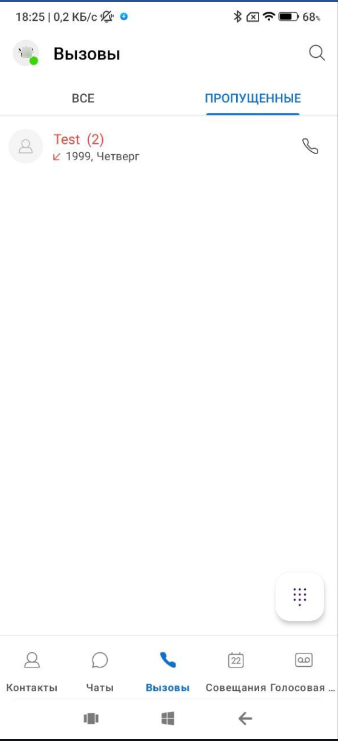 18:25 | 0,2 КБ/с
68%
Вызовы
ВСЕ
ПРОПУЩЕННЫЕ
Test (2)
1999, Четверг
22
Контакты
Чаты
Вызовы
Совещания
Голосовая ...